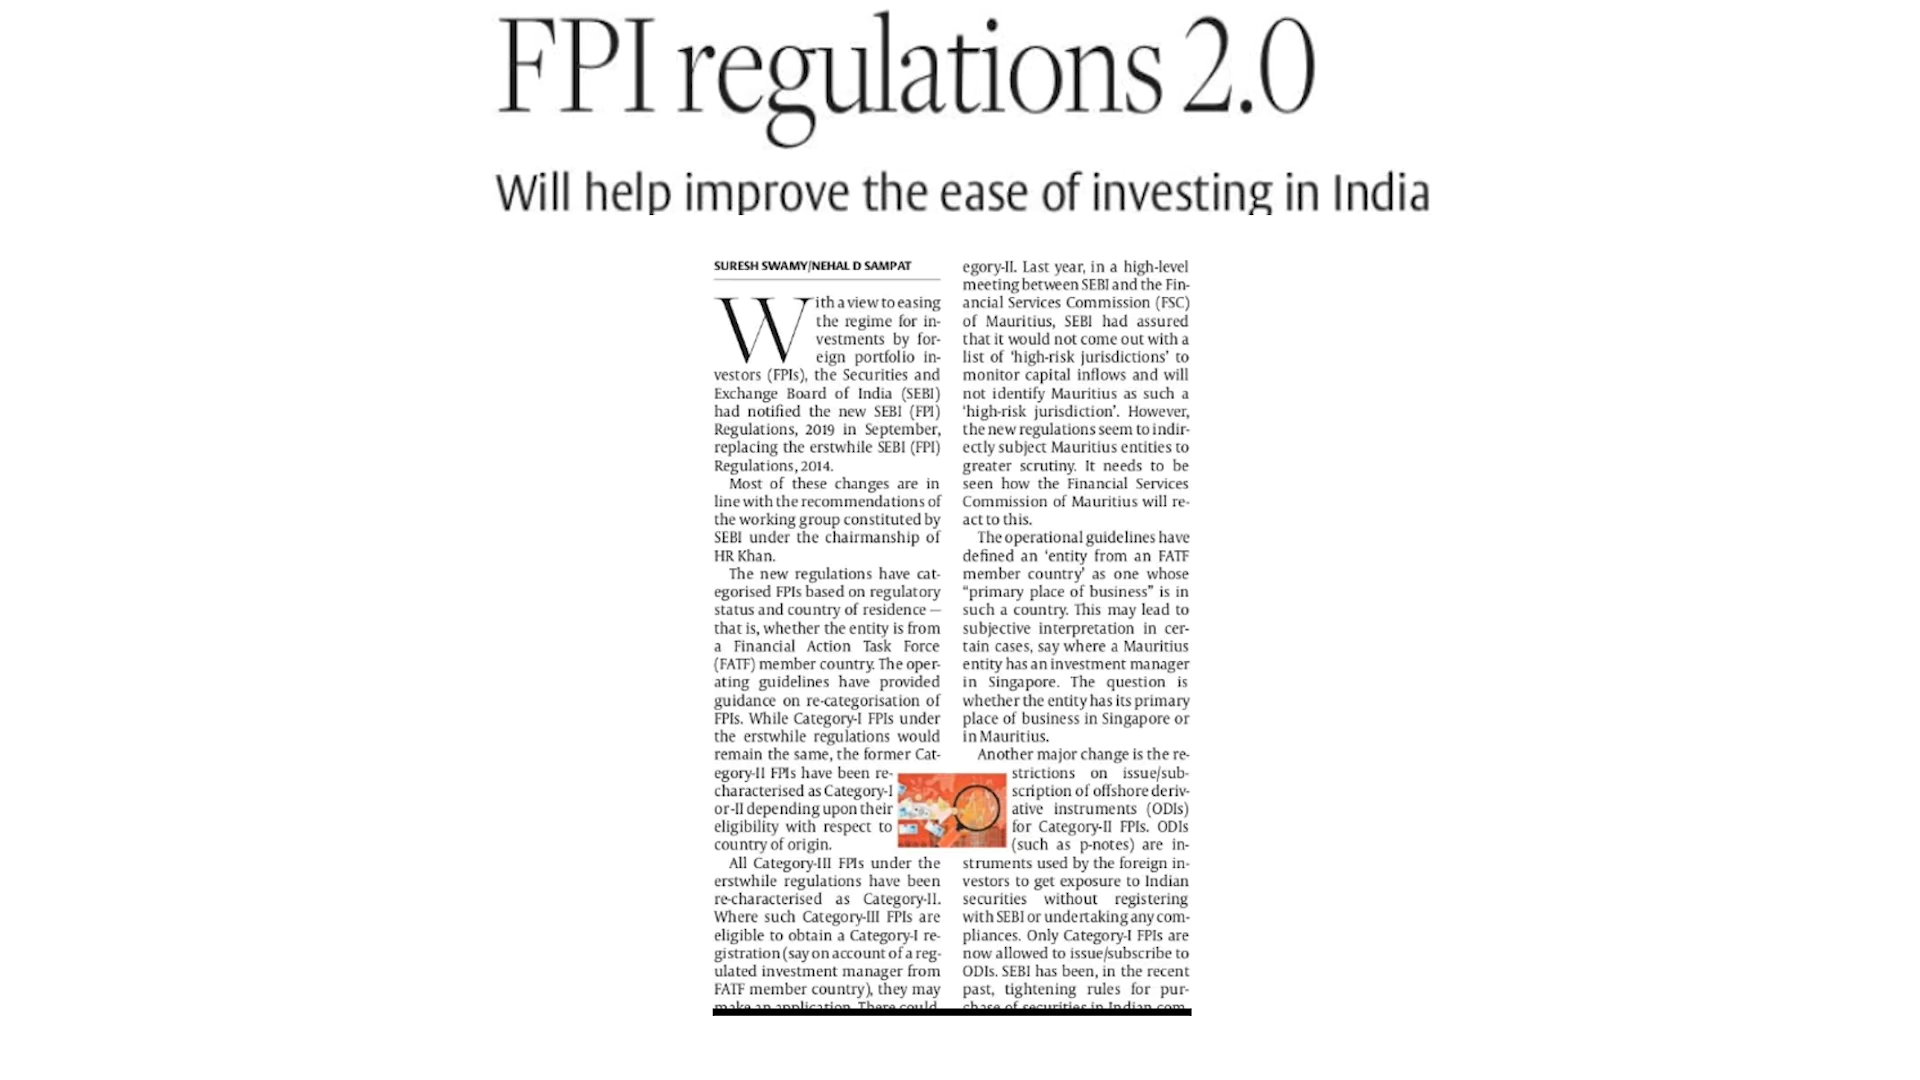 FPI regulations 2.0
Will help improve the ease of investing in India
SURESH SWAMY/NEHAL D SAMPAT
With a view to easing
the regime for in-
vestments by for-
eign portfolio in-
vestors (FPIs), the Securities and
Exchange Board of India (SEBI)
had notified the new SEBI (FPI)
Regulations, 2019 in September,
replacing the erstwhile SEBI (FPI)
Regulations, 2014.
Most of these changes are in
line with the recommendations of
the working group constituted by
SEBI under the chairmanship of
HR Khan.
The new regulations have cat-
egorised FPIs based on regulatory
status and country of residence —
that is, whether the entity is from
a Financial Action Task Force
(FATF) member country. The oper-
ating guidelines have provided
guidance on re-categorisation of
FPIs. While Category-I FPIs under
the erstwhile regulations would
remain the same, the former Cat-
egory-II FPIs have been re-
characterised as Category-I
or-II depending upon their
eligibility with respect to
country of origin.
All Category-III FPIs under the
erstwhile regulations have been
re-characterised as Category-II.
Where such Category-III FPIs are
eligible to obtain a Category-I re-
gistration (say on account of a reg-
ulated investment manager from
FATF member country), they may
make an application. There could
egory-II. Last year, in a high-level
meeting between SEBI and the Fin-
ancial Services Commission (FSC)
of Mauritius, SEBI had assured
that it would not come out with a
list of ‘high-risk jurisdictions’ to
monitor capital inflows and will
not identify Mauritius as such a
‘high-risk jurisdiction’. However,
the new regulations seem to indir-
ectly subject Mauritius entities to
greater scrutiny. It needs to be
seen how the Financial Services
Commission of Mauritius will re-
act to this.
The operational guidelines have
defined an ‘entity from an FATF
member country’ as one whose
“primary place of business” is in
such a country. This may lead to
subjective interpretation in cer-
tain cases, say where a Mauritius
entity has an investment manager
in Singapore. The question is
whether the entity has its primary
place of business in Singapore or
in Mauritius.
Another major change is the re-
strictions on issue/sub-
scription of offshore deriv-
ative instruments (ODIs)
for Category-II FPIs. ODIs
(such as p-notes) are in-
struments used by the foreign in-
vestors to get exposure to Indian
securities without registering
with SEBI or undertaking any com-
pliances. Only Category-I FPIs are
now allowed to issue/subscribe to
ODIs. SEBI has been, in the recent
past, tightening rules for pur-
chase of securities in Indian com-